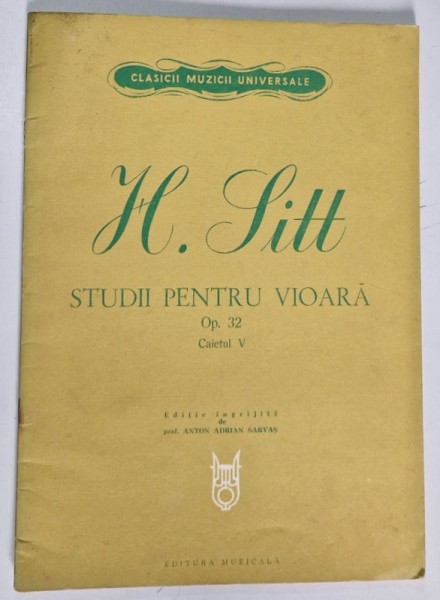 CLASICII MUZICII UNIVERSALE
H. Sitt
STUDII PENTRU VIOARĂ
Op. 32
Caietul V
Ediție îngrijită
de
prof. ANTON ADRIAN SARVAȘ
EDITURA MUZICALĂ